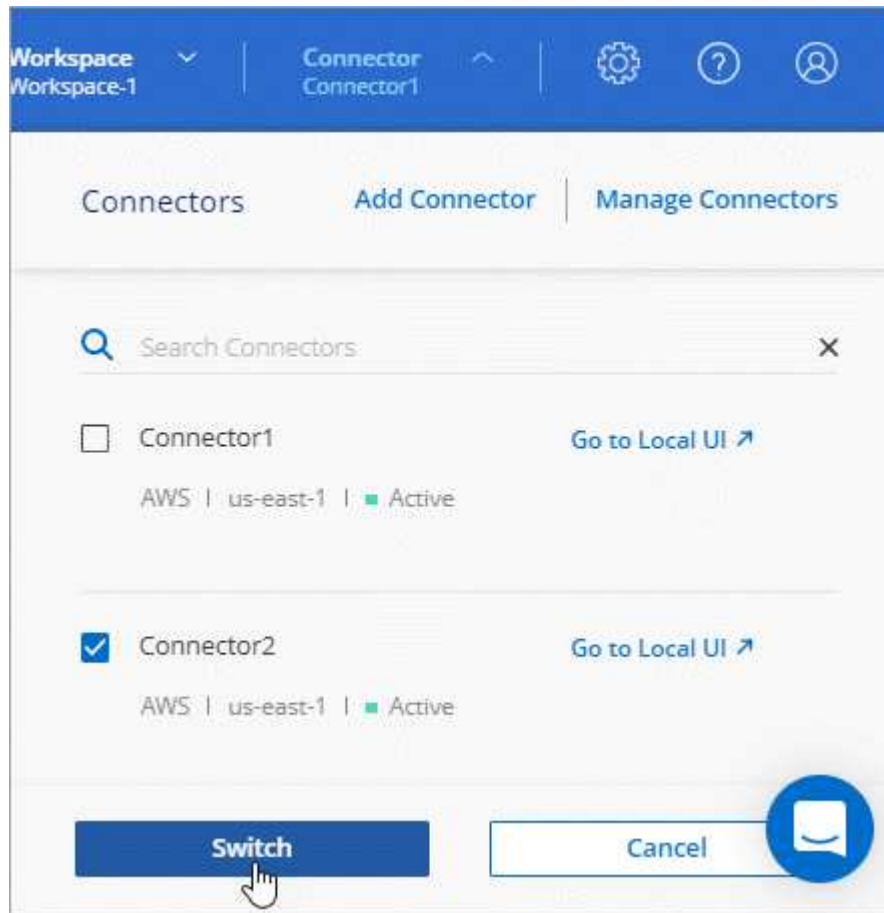 Workspace
Workspace-1
Connector
Connector1
Connectors
Add Connector
Manage Connectors
Search Connectors
Connector1
Go to Local UI
AWS | us-east-1 | Active
Connector2
Go to Local UI
AWS | us-east-1 | Active
Switch
Cancel